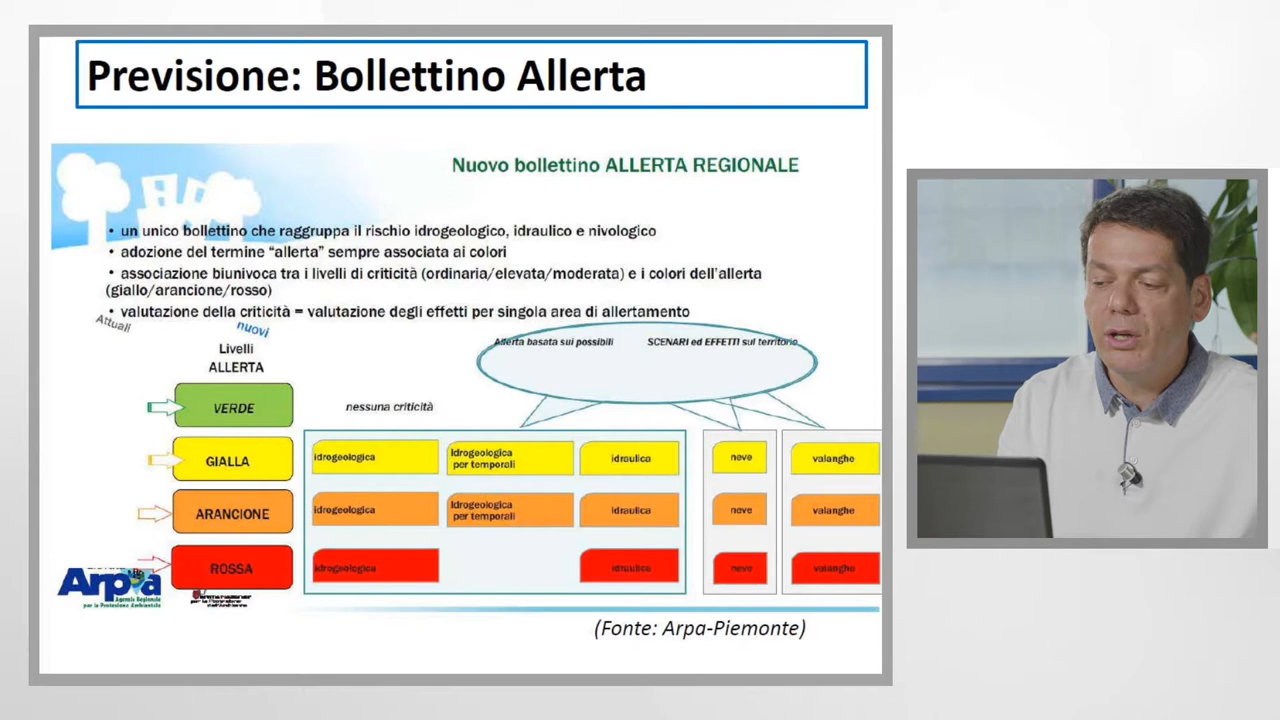 Previsione: Bollettino Allerta
Nuovo bollettino ALLERTA REGIONALE
• un unico bollettino che raggruppa il rischio idrogeologico, idraulico e nivologico
• adozione del termine "allerta" sempre associata ai colori
• associazione biunivoca tra i livelli di criticità (ordinaria/elevata/moderata) e i colori dell'allerta
(giallo/arancione/rosso)
• valutazione della criticità = valutazione degli effetti per singola area di allertamento
Attuali
nuovi
Livelli
ALLERTA
Allerta basata sui possibili SCENARI ed EFFETTI sul territorio
VERDE nessuna criticità
GIALLA idrogeologica Idrogeologica
per temporali idraulica neve valanghe
ARANCIONE idrogeologica Idrogeologica
per temporali idraulica neve valanghe
ROSSA idrogeologica idraulica neve valanghe
Arpa
Agenzia Regionale
per la Protezione Ambientale
(Fonte: Arpa-Piemonte)